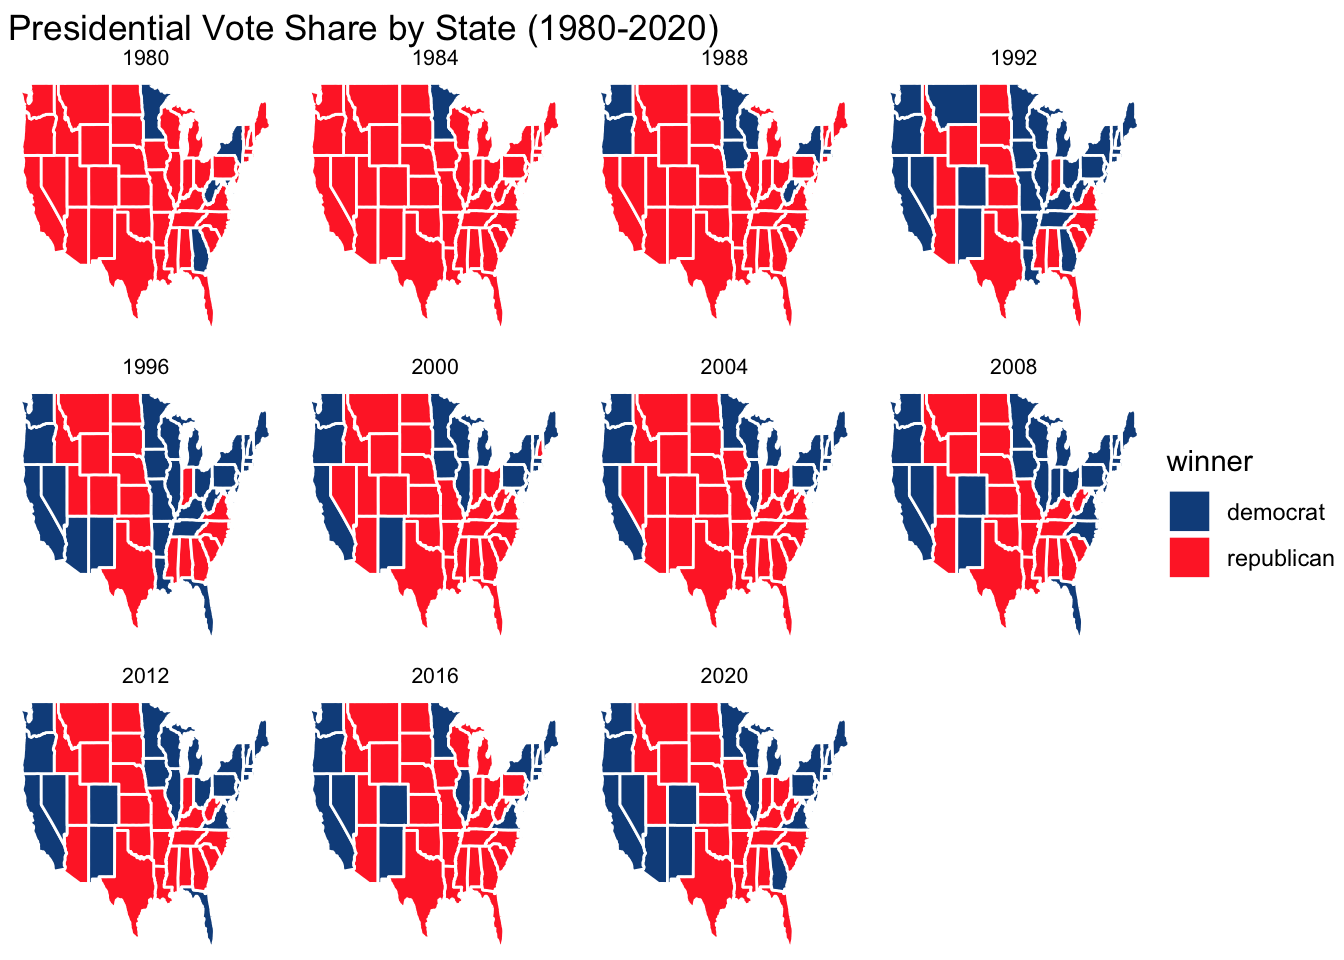 Presidential Vote Share by State (1980-2020)
1980
1984
1988
1992
1996
2000
2004
2008
winner
democrat
republican
2012
2016
2020